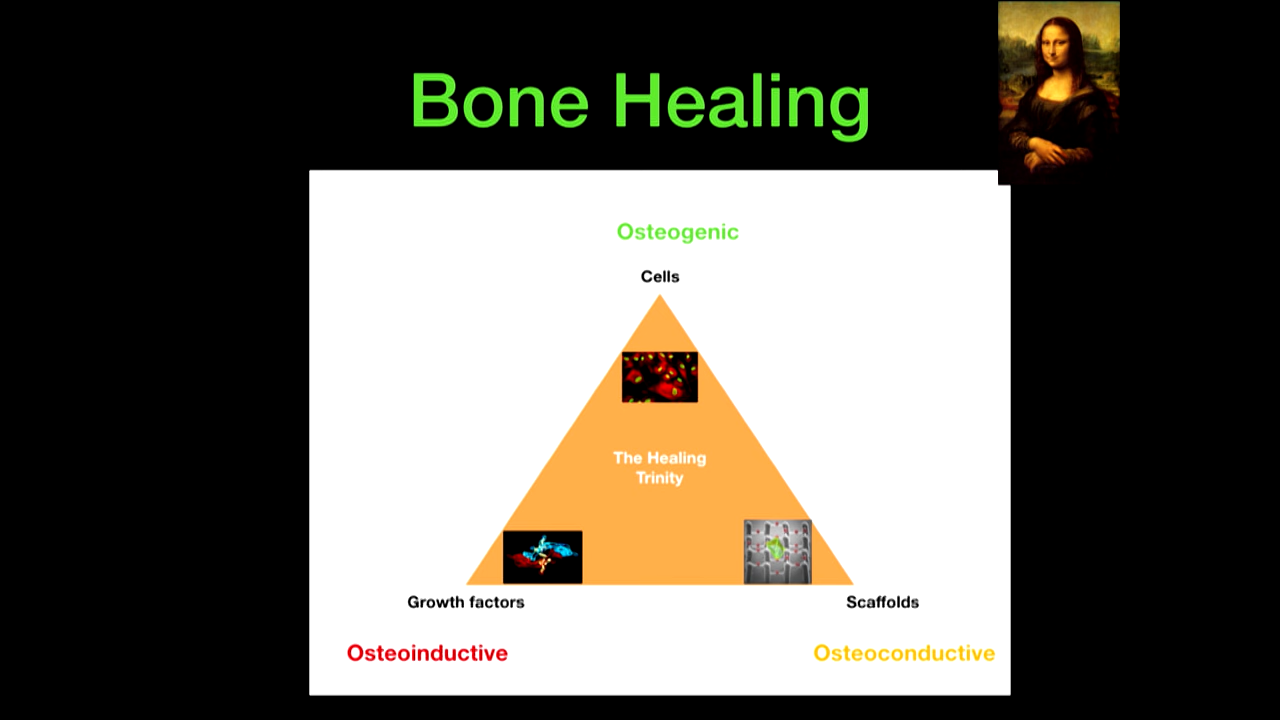 Bone Healing
Osteogenic
Cells
The Healing
Trinity
Growth factors
Scaffolds
Osteoinductive
Osteoconductive